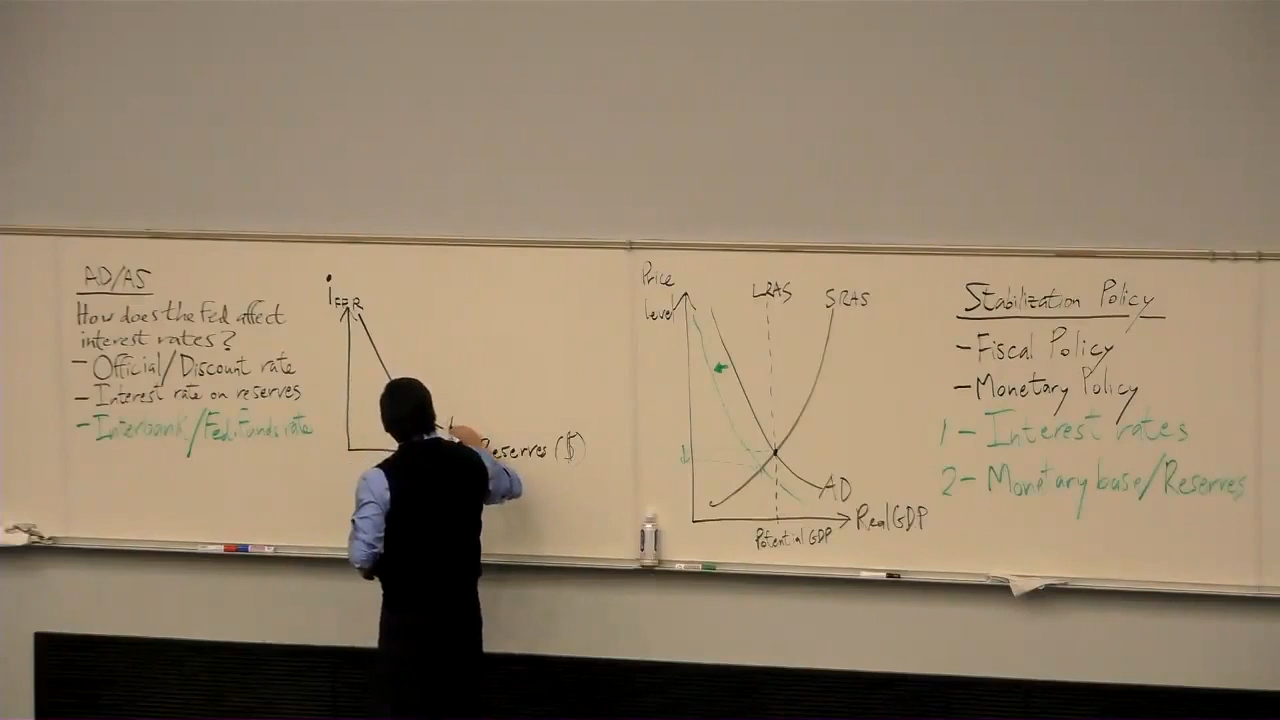 AD/AS
How does the Fed affect
interest rates?
- Official/Discount rate
- Interest rate on reserves
- Interbank/Fed.Funds rate
iFFR
Reserves ($)
Price
level
LRAS
SRAS
AD
Real GDP
Potential GDP
Stabilization Policy
- Fiscal Policy
- Monetary Policy
1 - Interest rates
2 - Monetary base/Reserves